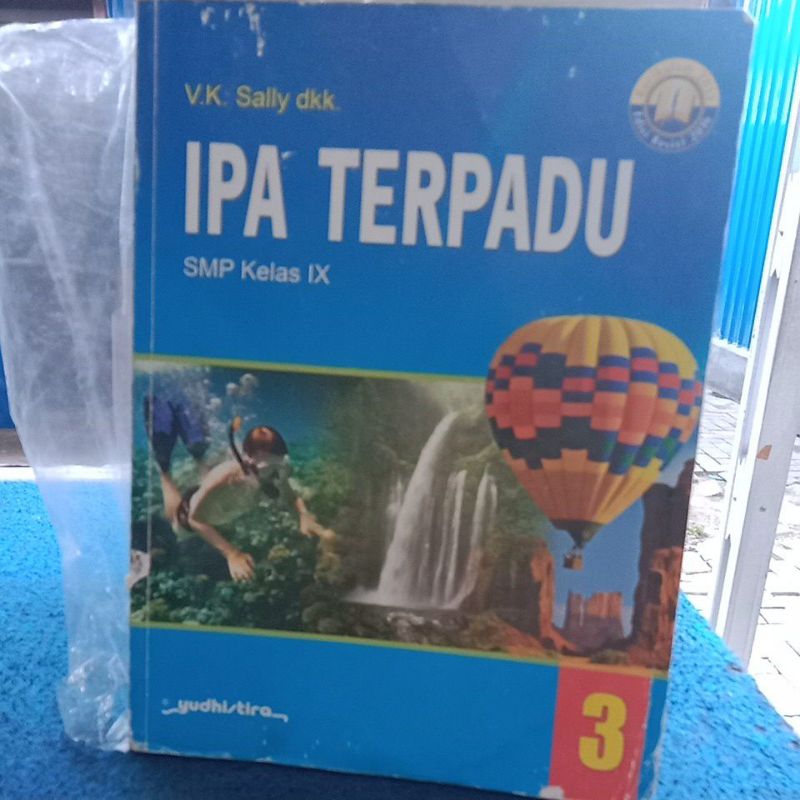 V.K. Sally dkk.
IPA TERPADU
SMP Kelas IX
yudhistira
3